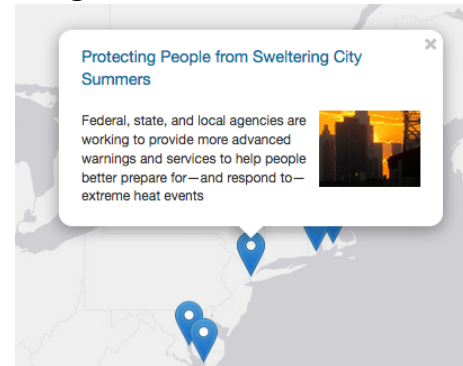 Protecting People from Sweltering City
Summers
Federal, state, and local agencies are
working to provide more advanced
warnings and services to help people
better prepare for—and respond to—
extreme heat events